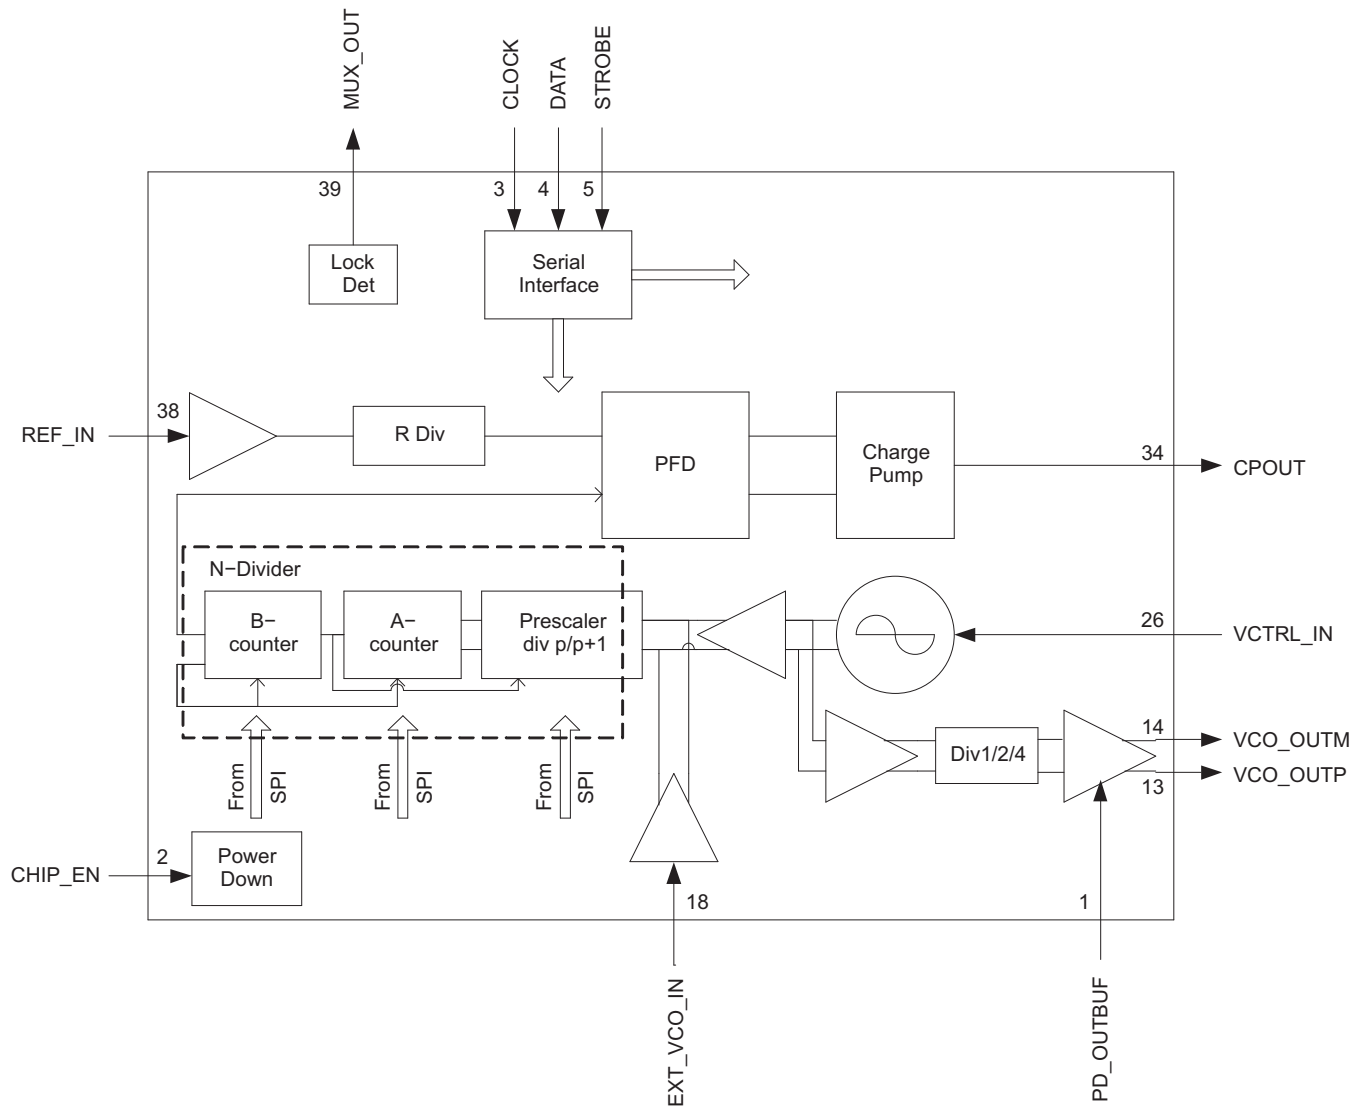 MUX_OUT
CLOCK
DATA
STROBE
39
3
4
5
Lock
Det
Serial
Interface
REF_IN
38
R Div
PFD
Charge
Pump
34
CPOUT
N−Divider
B−
counter
A−
counter
Prescaler
div p/p+1
26
VCTRL_IN
From
SPI
From
SPI
From
SPI
Div1/2/4
14
VCO_OUTM
13
VCO_OUTP
CHIP_EN
2
Power
Down
18
1
EXT_VCO_IN
PD_OUTBUF